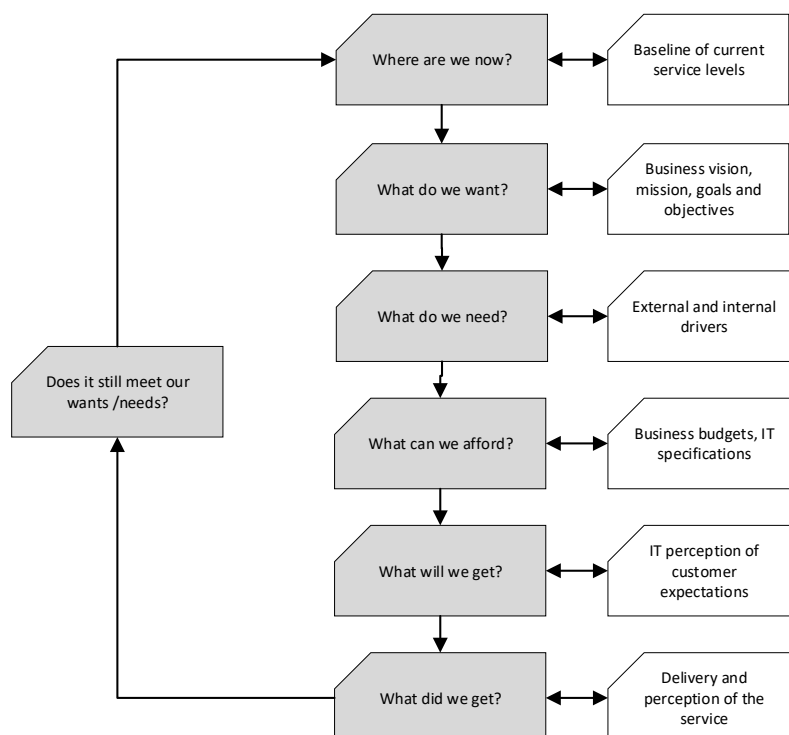 Where are we now?
Baseline of current
service levels
What do we want?
Business vision,
mission, goals and
objectives
What do we need?
External and internal
drivers
Does it still meet our
wants /needs?
What can we afford?
Business budgets, IT
specifications
What will we get?
IT perception of
customer
expectations
What did we get?
Delivery and
perception of the
service